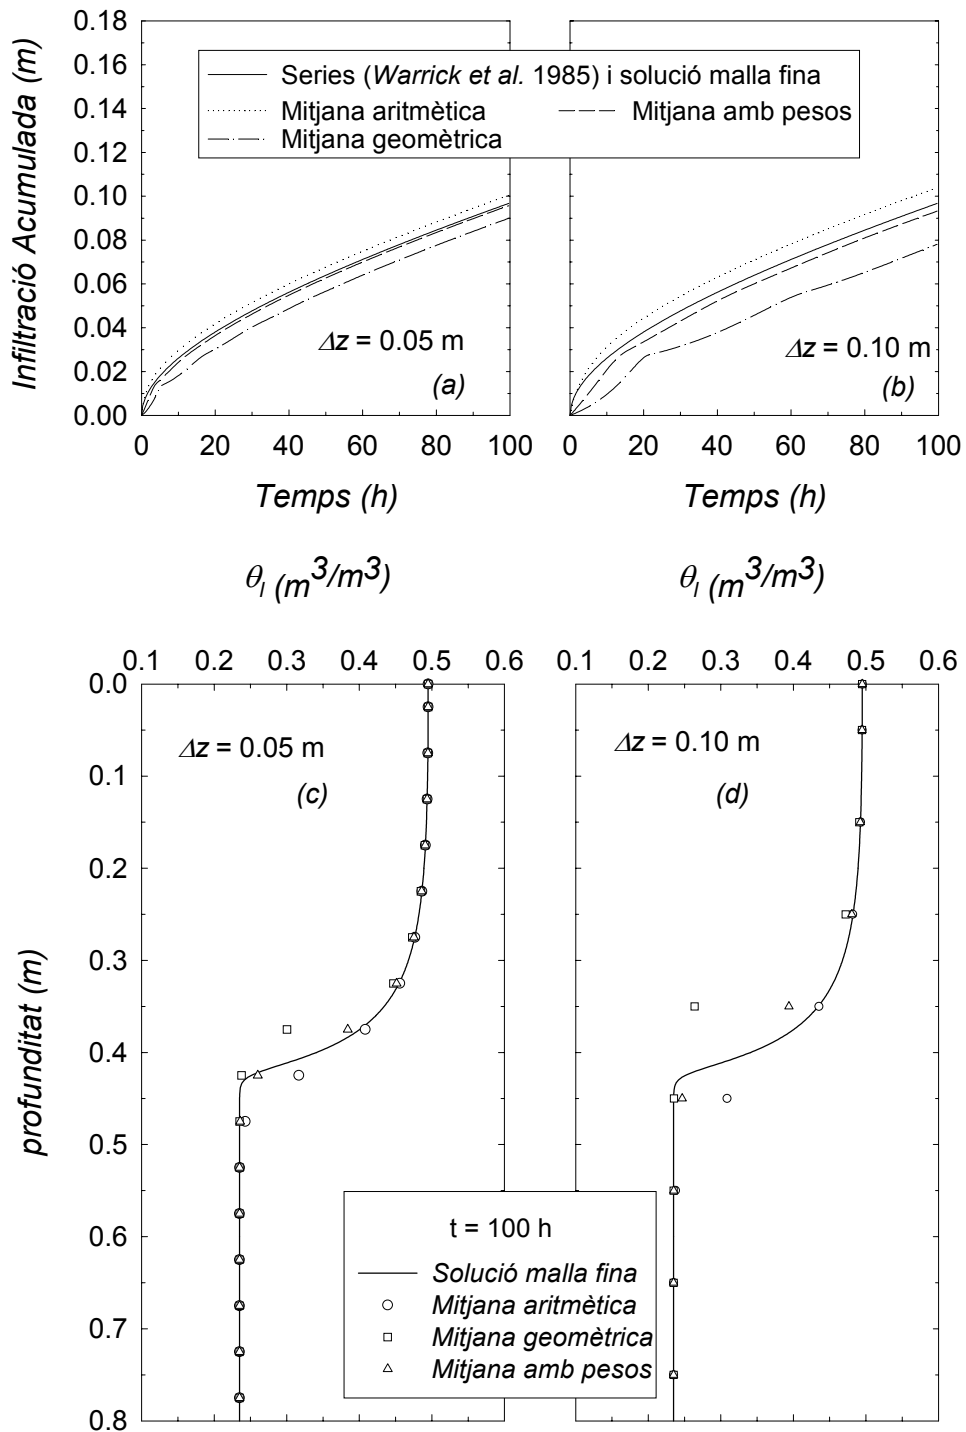 Infiltració Acumulada (m)
0.18
0.16
0.14
0.12
0.10
0.08
0.06
0.04
0.02
0.00
Series (Warrick et al. 1985) i solució malla fina
Mitjana aritmètica
Mitjana amb pesos
Mitjana geomètrica
Δz = 0.05 m
(a)
Δz = 0.10 m
(b)
0 20 40 60 80 100
0 20 40 60 80 100
Temps (h)
Temps (h)
θl (m3/m3)
θl (m3/m3)
0.1 0.2 0.3 0.4 0.5 0.6
0.1 0.2 0.3 0.4 0.5 0.6
profunditat (m)
0.0
0.1
0.2
0.3
0.4
0.5
0.6
0.7
0.8
Δz = 0.05 m
(c)
Δz = 0.10 m
(d)
t = 100 h
Solució malla fina
Mitjana aritmètica
Mitjana geomètrica
Mitjana amb pesos